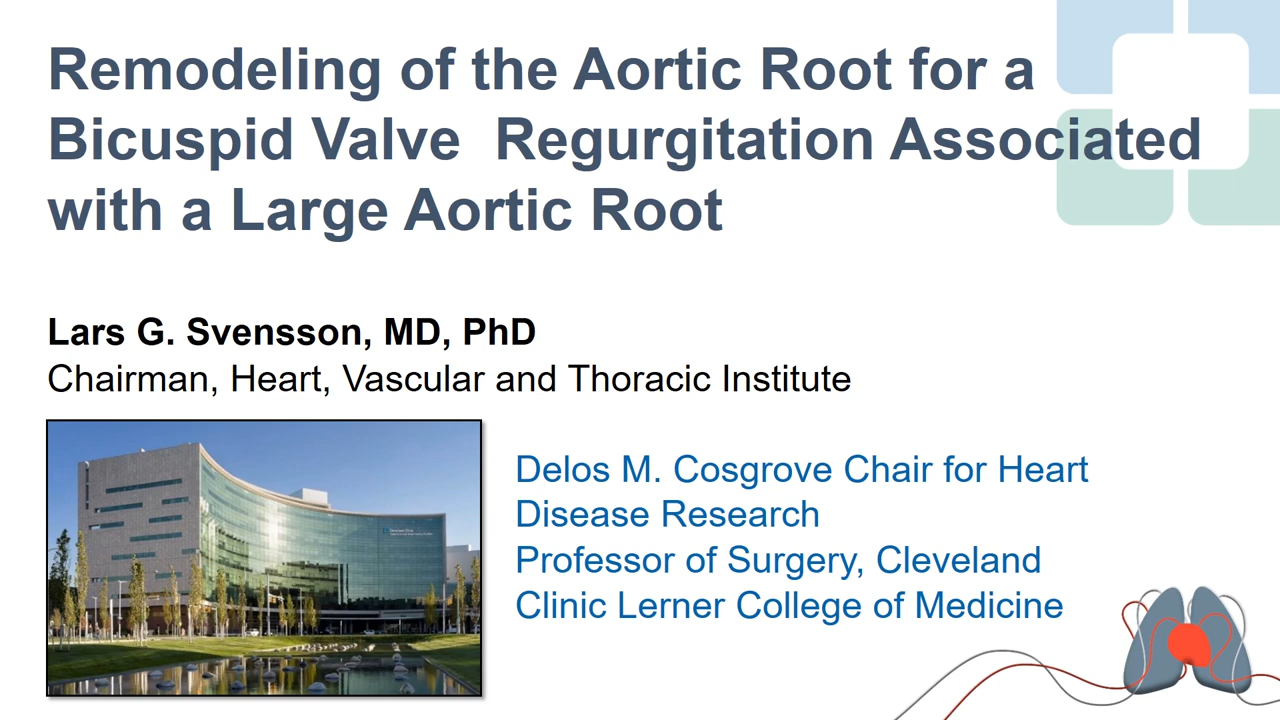 Remodeling of the Aortic Root for a
Bicuspid Valve  Regurgitation Associated
with a Large Aortic Root
Lars G. Svensson, MD, PhD
Chairman, Heart, Vascular and Thoracic Institute
Delos M. Cosgrove Chair for Heart
Disease Research
Professor of Surgery, Cleveland
Clinic Lerner College of Medicine